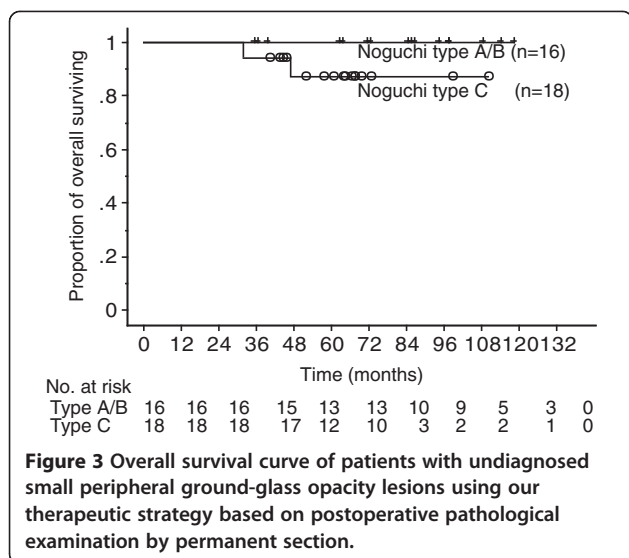 1
.8
.6
.4
.2
0
Proportion of overall surviving
Noguchi type A/B (n=16)
Noguchi type C (n=18)
0 12 24 36 48 60 72 84 96 108 120 132
Time (months)
No. at risk
Type A/B 16 16 16 15 13 13 10 9 5 3 0
Type C 18 18 18 17 12 10 3 2 2 1 0
Figure 3 Overall survival curve of patients with undiagnosed
small peripheral ground-glass opacity lesions using our
therapeutic strategy based on postoperative pathological
examination by permanent section.